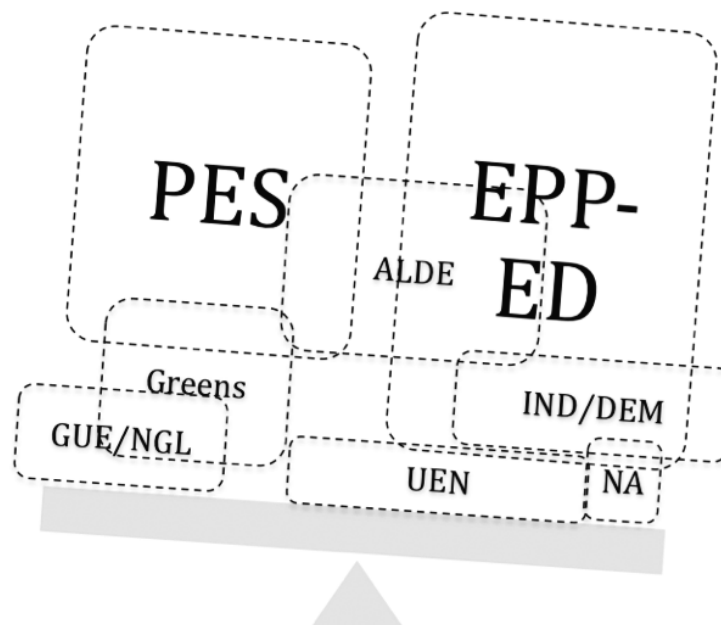 PES
EPP-
ED
ALDE
Greens
IND/DEM
GUE/NGL
UEN
NA